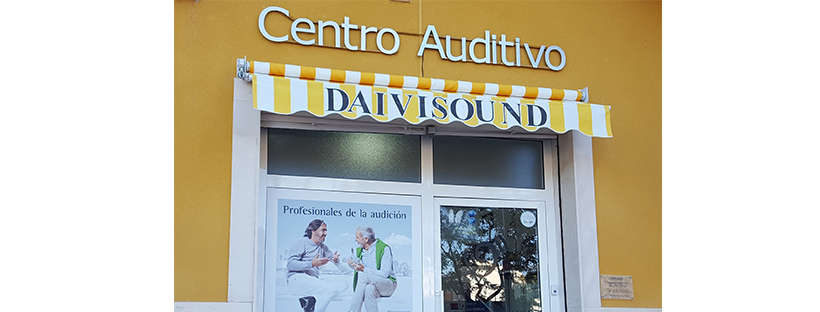 Centro Auditivo
DAIVISOUND
Profesionales de la audición